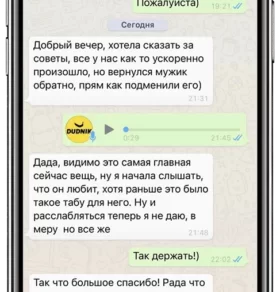 Пожалуйста) 19:21
Сегодня
Добрый вечер, хотела сказать за
советы, все у нас как то ускоренно
произошло, но вернулся мужик
обратно, прям как подменили его)
21:31
DUDNIK
0:29 21:45
Дада, видимо это самая главная
сейчас вещь, ну я начала слышать,
что он любит, хотя раньше это было
такое табу для него. Ну и
расслабляться теперь я не даю, в
меру но все же
21:48
Так держать!) 22:03
Так что большое спасибо! Рада что